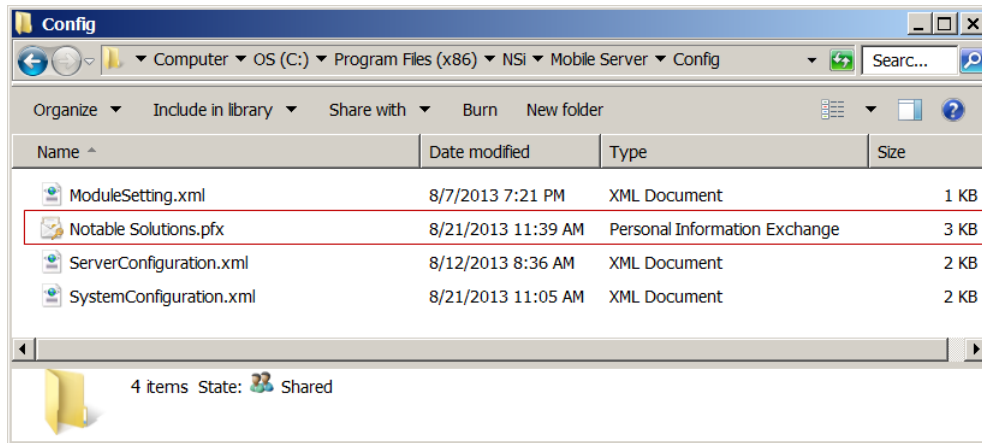 Config
Computer OS (C:) Program Files (x86) NSi Mobile Server Config Searc...
Organize Include in library Share with Burn New folder
Name Date modified Type Size
ModuleSetting.xml 8/7/2013 7:21 PM XML Document 1 KB
Notable Solutions.pfx 8/21/2013 11:39 AM Personal Information Exchange 3 KB
ServerConfiguration.xml 8/12/2013 8:36 AM XML Document 2 KB
SystemConfiguration.xml 8/21/2013 11:05 AM XML Document 2 KB
4 items State: Shared